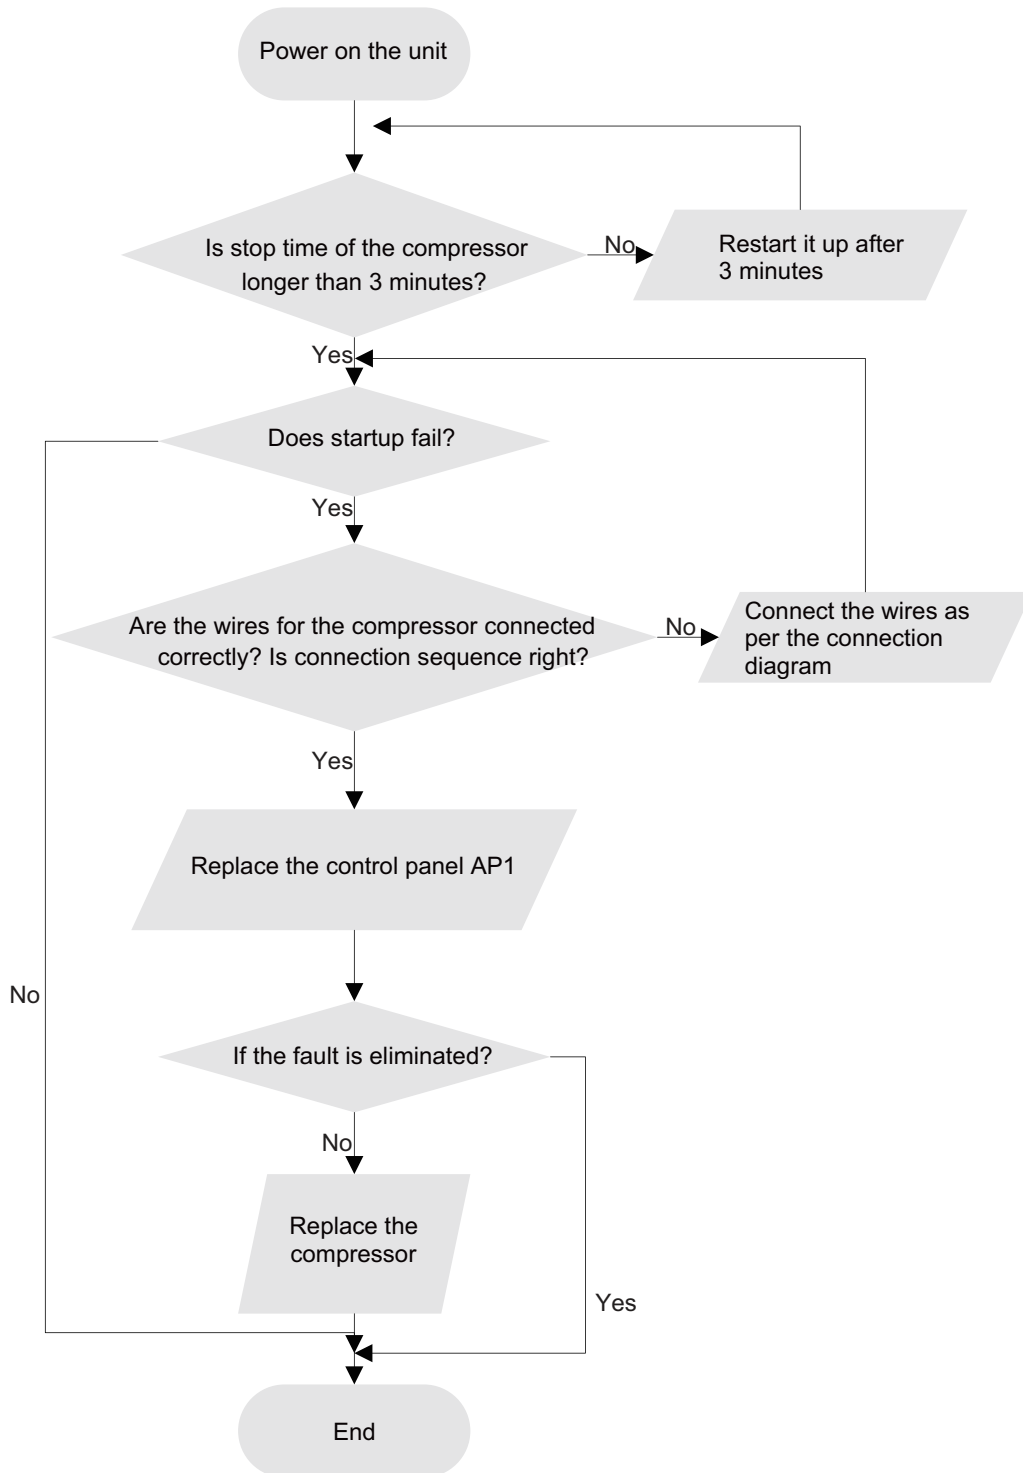 Power on the unit
Is stop time of the compressor
longer than 3 minutes?
No
Restart it up after
3 minutes
Yes
Does startup fail?
Yes
Are the wires for the compressor connected
correctly? Is connection sequence right?
No
Connect the wires as
per the connection
diagram
Yes
Replace the control panel AP1
No
If the fault is eliminated?
No
Replace the
compressor
Yes
End